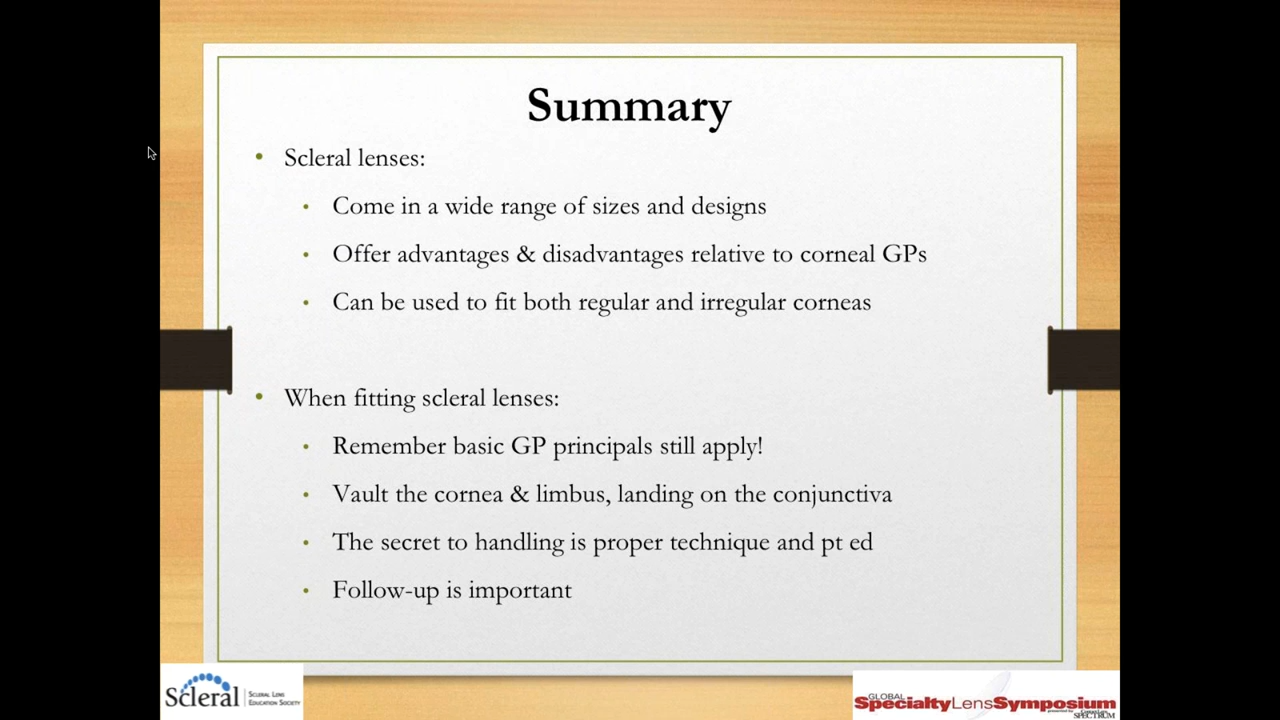 Summary
• Scleral lenses:
• Come in a wide range of sizes and designs
• Offer advantages & disadvantages relative to corneal GPs
• Can be used to fit both regular and irregular corneas
• When fitting scleral lenses:
• Remember basic GP principals still apply!
• Vault the cornea & limbus, landing on the conjunctiva
• The secret to handling is proper technique and pt ed
• Follow-up is important
Scleral
SCLERAL LENS
EDUCATION SOCIETY
GLOBAL
SpecialtyLensSymposium
SPECTRUM